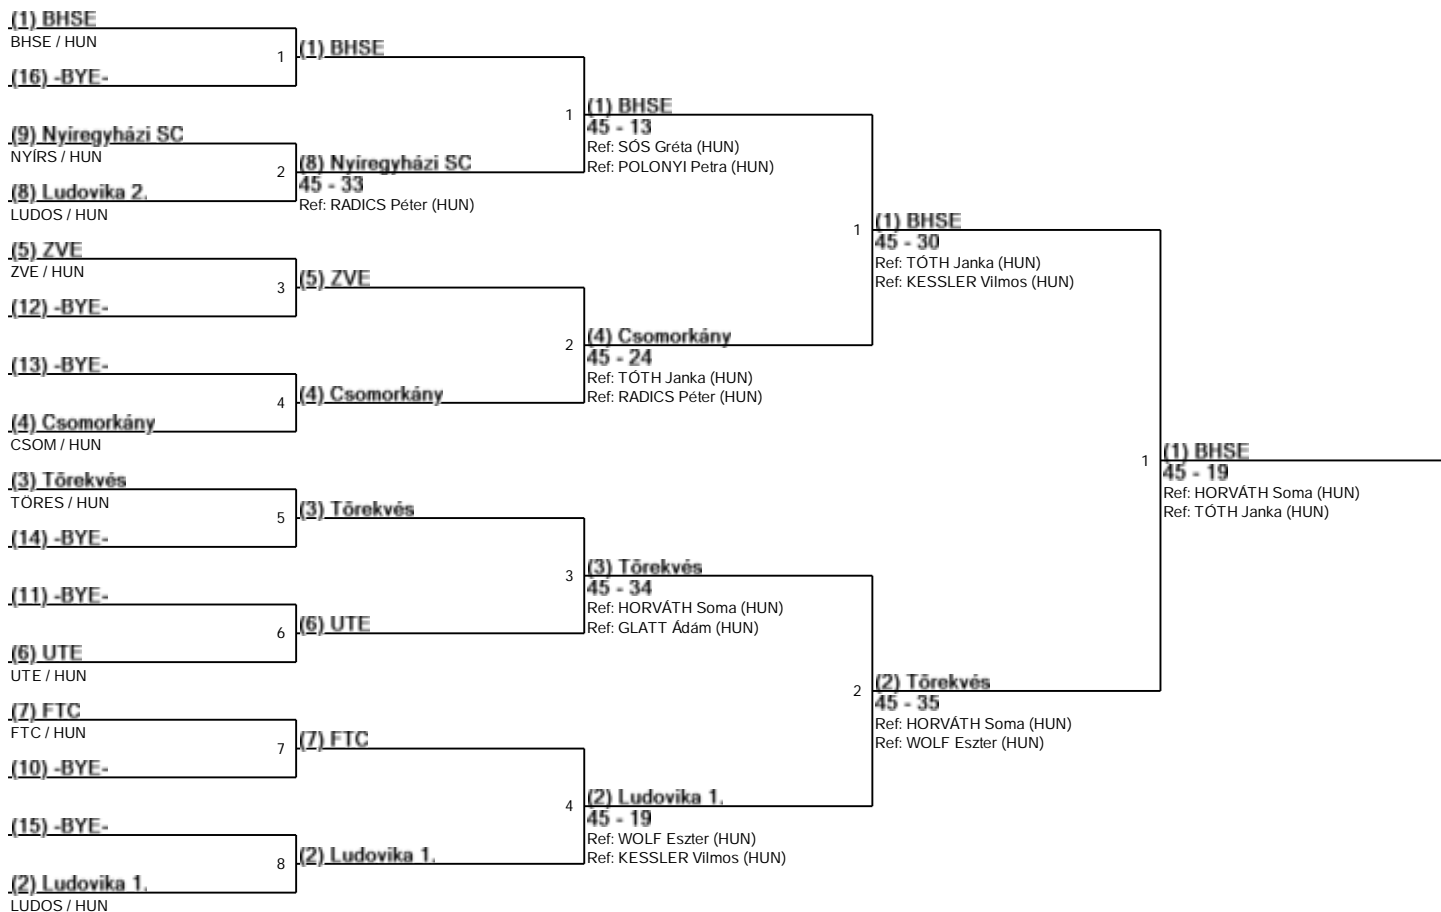 (1) BHSE
BHSE / HUN
(16) -BYE-
(9) Nyíregyházi SC
NYÍRS / HUN
(8) Ludovika 2.
LUDOS / HUN
(5) ZVE
ZVE / HUN
(12) -BYE-
(13) -BYE-
(4) Csomorkány
CSOM / HUN
(3) Törekvés
TÖRES / HUN
(14) -BYE-
(11) -BYE-
(6) UTE
UTE / HUN
(7) FTC
FTC / HUN
(10) -BYE-
(15) -BYE-
(2) Ludovika 1.
LUDOS / HUN
1
(1) BHSE
2
(8) Nyíregyházi SC
45 - 33
Ref: RADICS Péter (HUN)
3
(5) ZVE
4
(4) Csomorkány
5
(3) Törekvés
6
(6) UTE
7
(7) FTC
8
(2) Ludovika 1.
1
(1) BHSE
45 - 13
Ref: SÓS Gréta (HUN)
Ref: POLONYI Petra (HUN)
2
(4) Csomorkány
45 - 24
Ref: TÓTH Janka (HUN)
Ref: RADICS Péter (HUN)
3
(3) Törekvés
45 - 34
Ref: HORVÁTH Soma (HUN)
Ref: GLATT Ádám (HUN)
4
(2) Ludovika 1.
45 - 19
Ref: WOLF Eszter (HUN)
Ref: KESSLER Vilmos (HUN)
1
(1) BHSE
45 - 30
Ref: TÓTH Janka (HUN)
Ref: KESSLER Vilmos (HUN)
2
(2) Törekvés
45 - 35
Ref: HORVÁTH Soma (HUN)
Ref: WOLF Eszter (HUN)
1
(1) BHSE
45 - 19
Ref: HORVÁTH Soma (HUN)
Ref: TÓTH Janka (HUN)